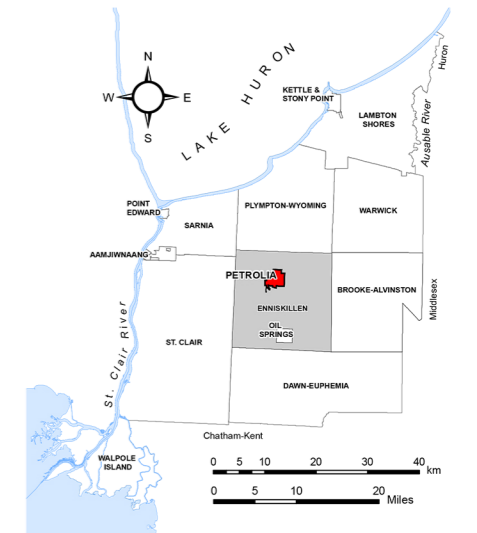 N
W E
S
LAKE HURON
Huron
KETTLE &
STONY POINT
LAMBTON
SHORES
Ausable River
POINT
EDWARD
PLYMPTON-WYOMING
WARWICK
SARNIA
AAMJIWNAANG
PETROLIA
BROOKE-ALVINSTON
Middlesex
ENNISKILLEN
OIL
SPRINGS
St. Clair River
ST. CLAIR
DAWN-EUPHEMIA
Chatham-Kent
WALPOLE
ISLAND
0 5 10 20 30 40 km
0 5 10 20 Miles